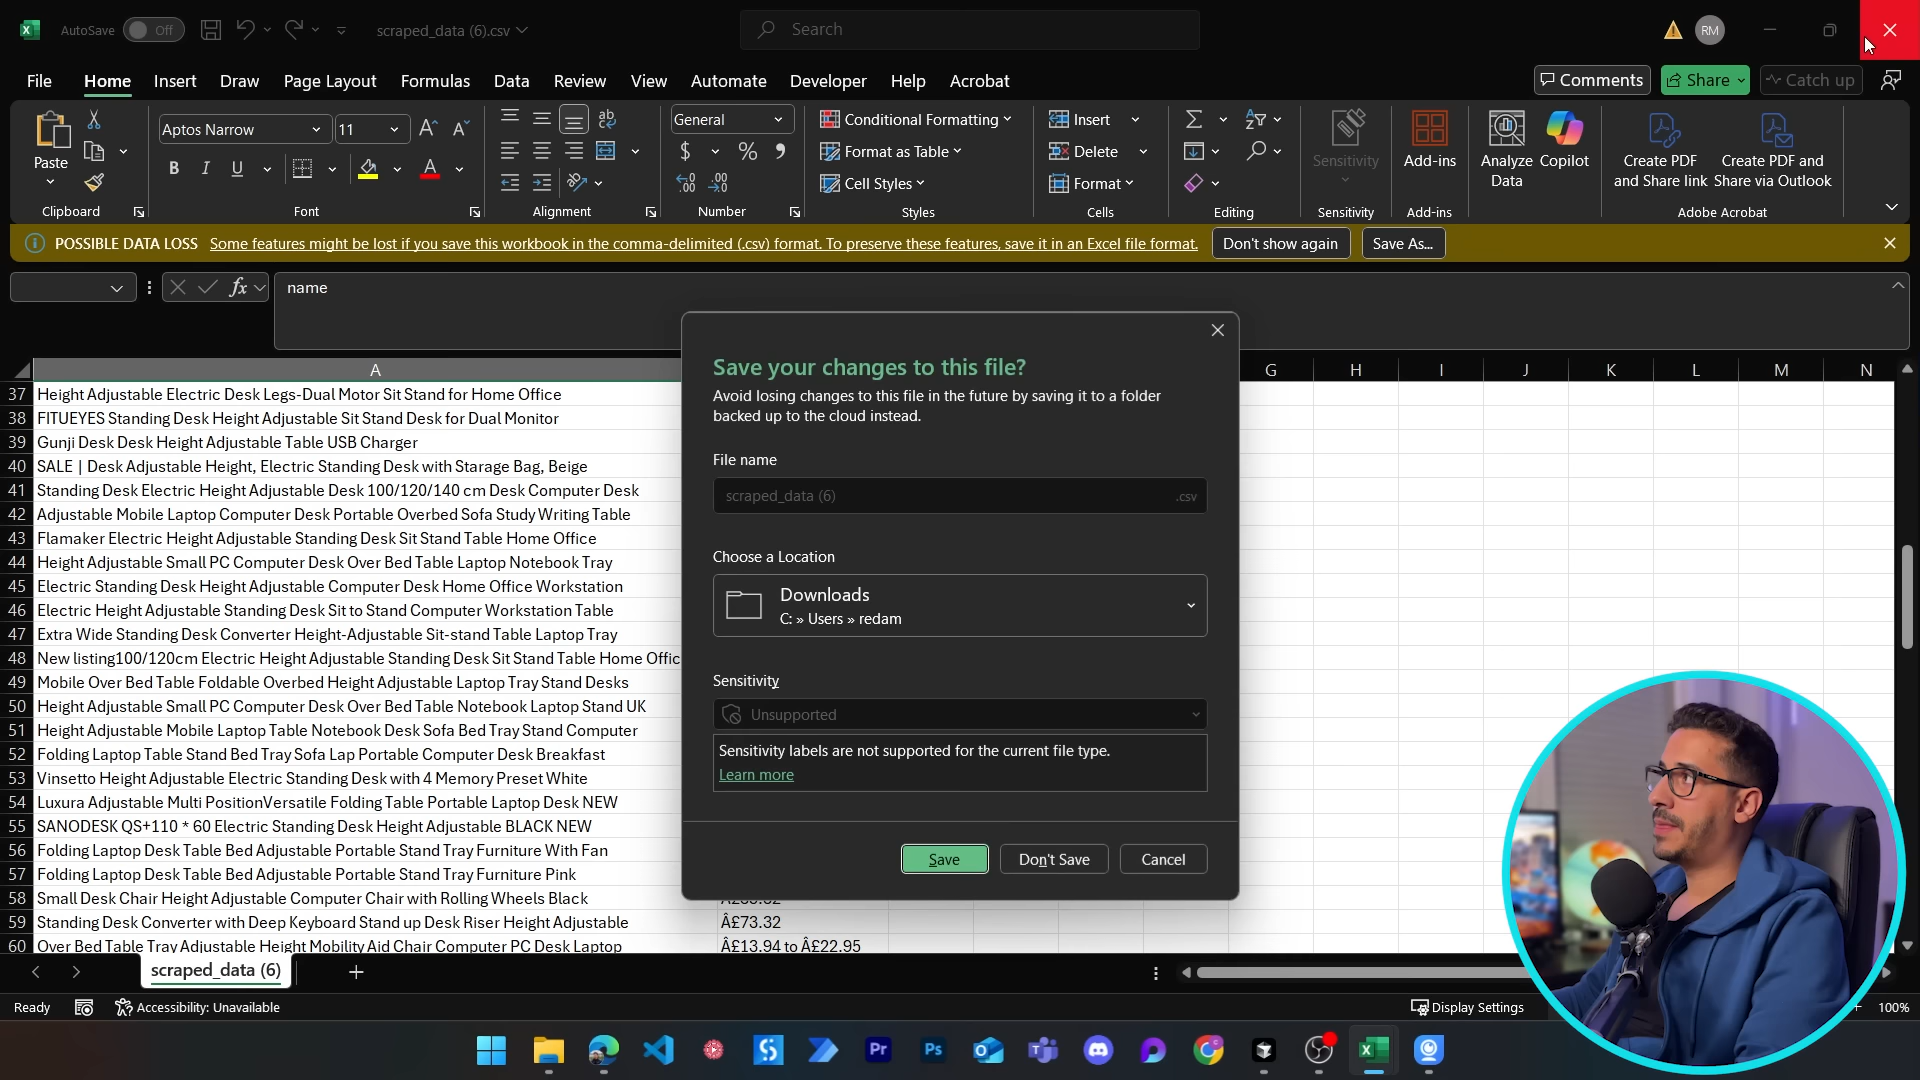 AutoSave Off scraped_data (6).csv Search RM
File Home Insert Draw Page Layout Formulas Data Review View Automate Developer Help Acrobat Comments Share Catch up
Paste
Clipboard
Aptos Narrow 11
B I U A
Font
ab
Alignment
General
$ % 9
.00
Number
Conditional Formatting
Format as Table
Cell Styles
Styles
Insert
Delete
Format
Cells
Editing
Sensitivity
Sensitivity
Add-ins
Add-ins
Analyze
Data
Copilot
Create PDF
and Share link
Create PDF and
Share via Outlook
Adobe Acrobat
POSSIBLE DATA LOSS Some features might be lost if you save this workbook in the comma-delimited (.csv) format. To preserve these features, save it in an Excel file format. Don't show again Save As...
fx name
A G H I J K L M N
37 Height Adjustable Electric Desk Legs-Dual Motor Sit Stand for Home Office
38 FITUEYES Standing Desk Height Adjustable Sit Stand Desk for Dual Monitor
39 Gunji Desk Desk Height Adjustable Table USB Charger
40 SALE | Desk Adjustable Height, Electric Standing Desk with Starage Bag, Beige
41 Standing Desk Electric Height Adjustable Desk 100/120/140 cm Desk Computer Desk
42 Adjustable Mobile Laptop Computer Desk Portable Overbed Sofa Study Writing Table
43 Flamaker Electric Height Adjustable Standing Desk Sit Stand Table Home Office
44 Height Adjustable Small PC Computer Desk Over Bed Table Laptop Notebook Tray
45 Electric Standing Desk Height Adjustable Computer Desk Home Office Workstation
46 Electric Height Adjustable Standing Desk Sit to Stand Computer Workstation Table
47 Extra Wide Standing Desk Converter Height-Adjustable Sit-stand Table Laptop Tray
48 New listing100/120cm Electric Height Adjustable Standing Desk Sit Stand Table Home Offic
49 Mobile Over Bed Table Foldable Overbed Height Adjustable Laptop Tray Stand Desks
50 Height Adjustable Small PC Computer Desk Over Bed Table Notebook Laptop Stand UK
51 Height Adjustable Mobile Laptop Table Notebook Desk Sofa Bed Tray Stand Computer
52 Folding Laptop Table Stand Bed Tray Sofa Lap Portable Computer Desk Breakfast
53 Vinsetto Height Adjustable Electric Standing Desk with 4 Memory Preset White
54 Luxura Adjustable Multi PositionVersatile Folding Table Portable Laptop Desk NEW
55 SANODESK QS+110 * 60 Electric Standing Desk Height Adjustable BLACK NEW
56 Folding Laptop Desk Table Bed Adjustable Portable Stand Tray Furniture With Fan
57 Folding Laptop Desk Table Bed Adjustable Portable Stand Tray Furniture Pink
58 Small Desk Chair Height Adjustable Computer Chair with Rolling Wheels Black
59 Standing Desk Converter with Deep Keyboard Stand up Desk Riser Height Adjustable Â£73.32
60 Over Bed Table Tray Adjustable Height Mobility Aid Chair Computer PC Desk Laptop Â£13.94 to Â£22.95
Save your changes to this file?
Avoid losing changes to this file in the future by saving it to a folder
backed up to the cloud instead.
File name
scraped_data (6) .csv
Choose a Location
Downloads
C: » Users » redam
Sensitivity
Unsupported
Sensitivity labels are not supported for the current file type.
Learn more
Save Don't Save Cancel
scraped_data (6)
Ready Accessibility: Unavailable Display Settings 100%
Pr Ps